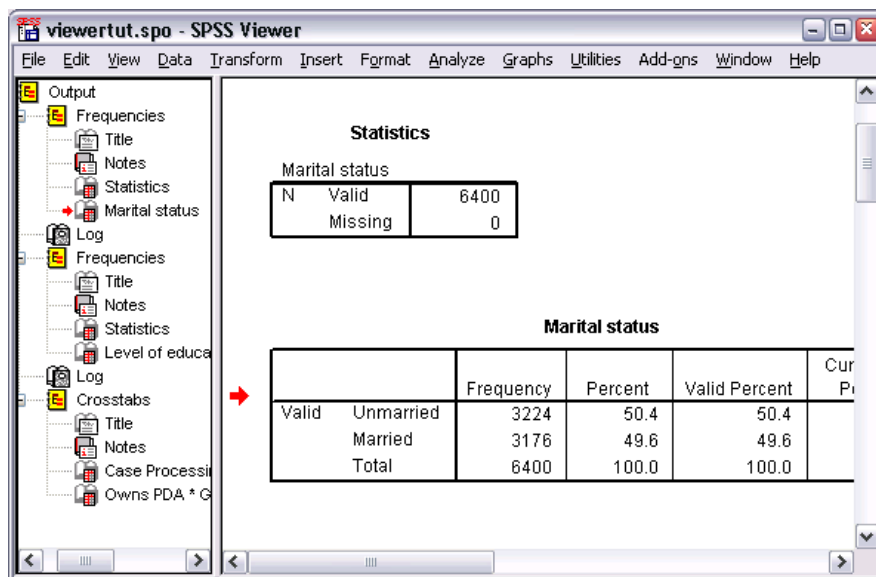 viewertut.spo - SPSS Viewer
File Edit View Data Transform Insert Format Analyze Graphs Utilities Add-ons Window Help
Output
Frequencies
Title
Notes
Statistics
Marital status
Log
Frequencies
Title
Notes
Statistics
Level of educa
Log
Crosstabs
Title
Notes
Case Processi
Owns PDA * G
Statistics
Marital status
N Valid 6400
Missing 0
Marital status
Frequency Percent Valid Percent Cur
P
Valid Unmarried 3224 50.4 50.4
Married 3176 49.6 49.6
Total 6400 100.0 100.0